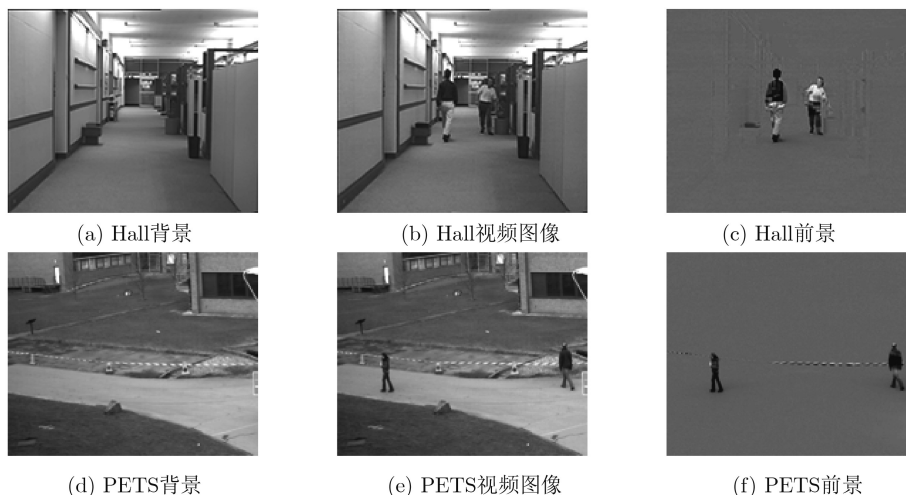 (a) Hall背景
(b) Hall视频图像
(c) Hall前景
(d) PETS背景
(e) PETS视频图像
(f) PETS前景